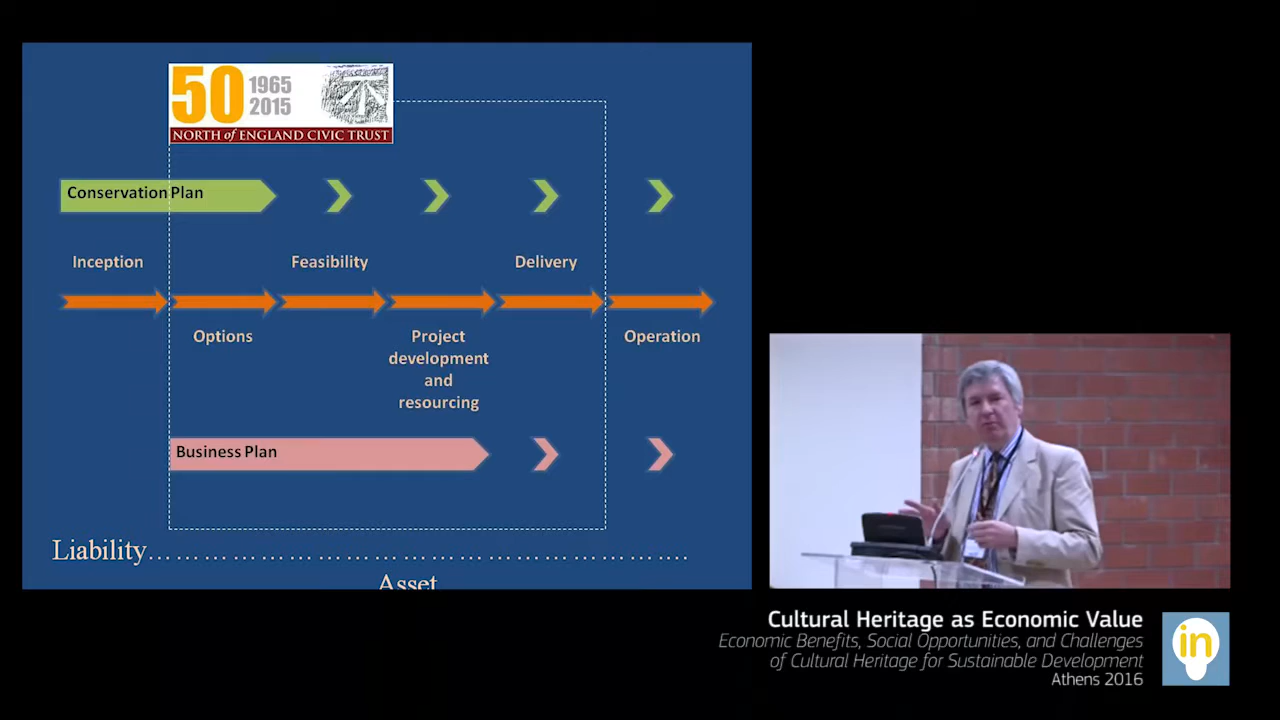 50 1965
2015
NORTH of ENGLAND CIVIC TRUST
Conservation Plan
Inception
Feasibility
Delivery
Options
Project
development
and
resourcing
Operation
Business Plan
Liability……………………………………………………..
Asset
Cultural Heritage as Economic Value
Economic Benefits, Social Opportunities, and Challenges
of Cultural Heritage for Sustainable Development
Athens 2016
in